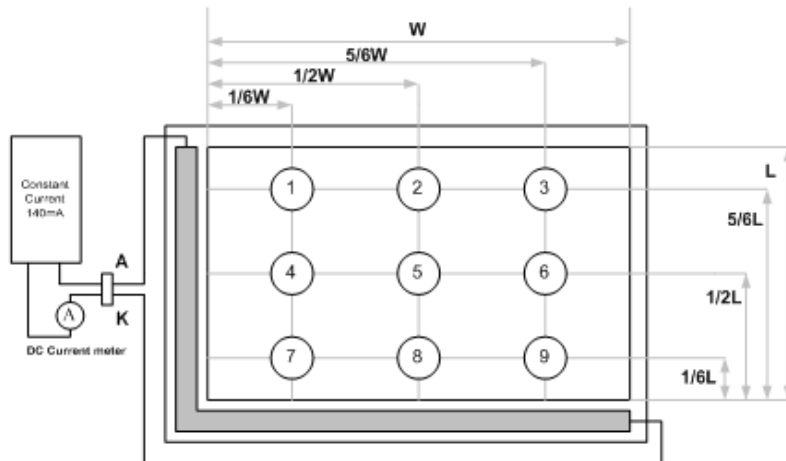 W
5/6W
1/2W
1/6W
Constant
Current
140mA
A
K
A
DC Current meter
1 2 3
4 5 6
7 8 9
L
5/6L
1/2L
1/6L